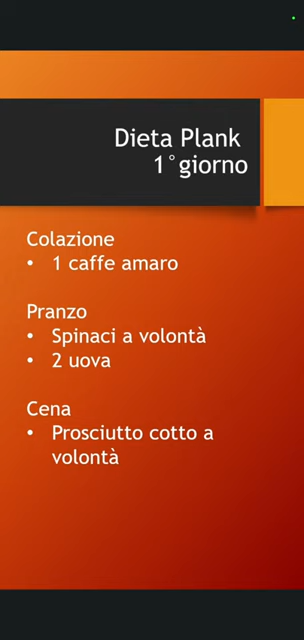 Dieta Plank
1°giorno
Colazione
• 1 caffe amaro
Pranzo
• Spinaci a volontà
• 2 uova
Cena
• Prosciutto cotto a
volontà